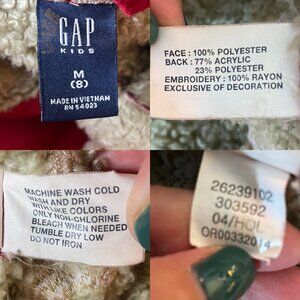 GAP
KIDS
M
(8)
MADE IN VIETNAM
RN 54023
FACE : 100% POLYESTER
BACK : 77% ACRYLIC
23% POLYESTER
EMBROIDERY : 100% RAYON
EXCLUSIVE OF DECORATION
MACHINE WASH COLD
WASH AND DRY
WITH LIKE COLORS
ONLY NON-CHLORINE
BLEACH WHEN NEEDED
TUMBLE DRY LOW
DO NOT IRON
26239102
303592
04/HOL
OR00332014